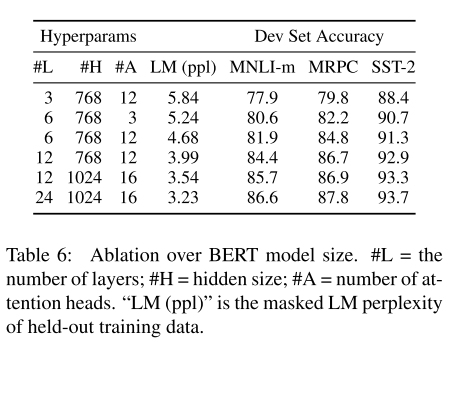 Hyperparams Dev Set Accuracy
#L #H #A LM (ppl) MNLI-m MRPC SST-2
3 768 12 5.84 77.9 79.8 88.4
6 768 3 5.24 80.6 82.2 90.7
6 768 12 4.68 81.9 84.8 91.3
12 768 12 3.99 84.4 86.7 92.9
12 1024 16 3.54 85.7 86.9 93.3
24 1024 16 3.23 86.6 87.8 93.7
Table 6: Ablation over BERT model size. #L = the
number of layers; #H = hidden size; #A = number of at-
tention heads. “LM (ppl)” is the masked LM perplexity
of held-out training data.